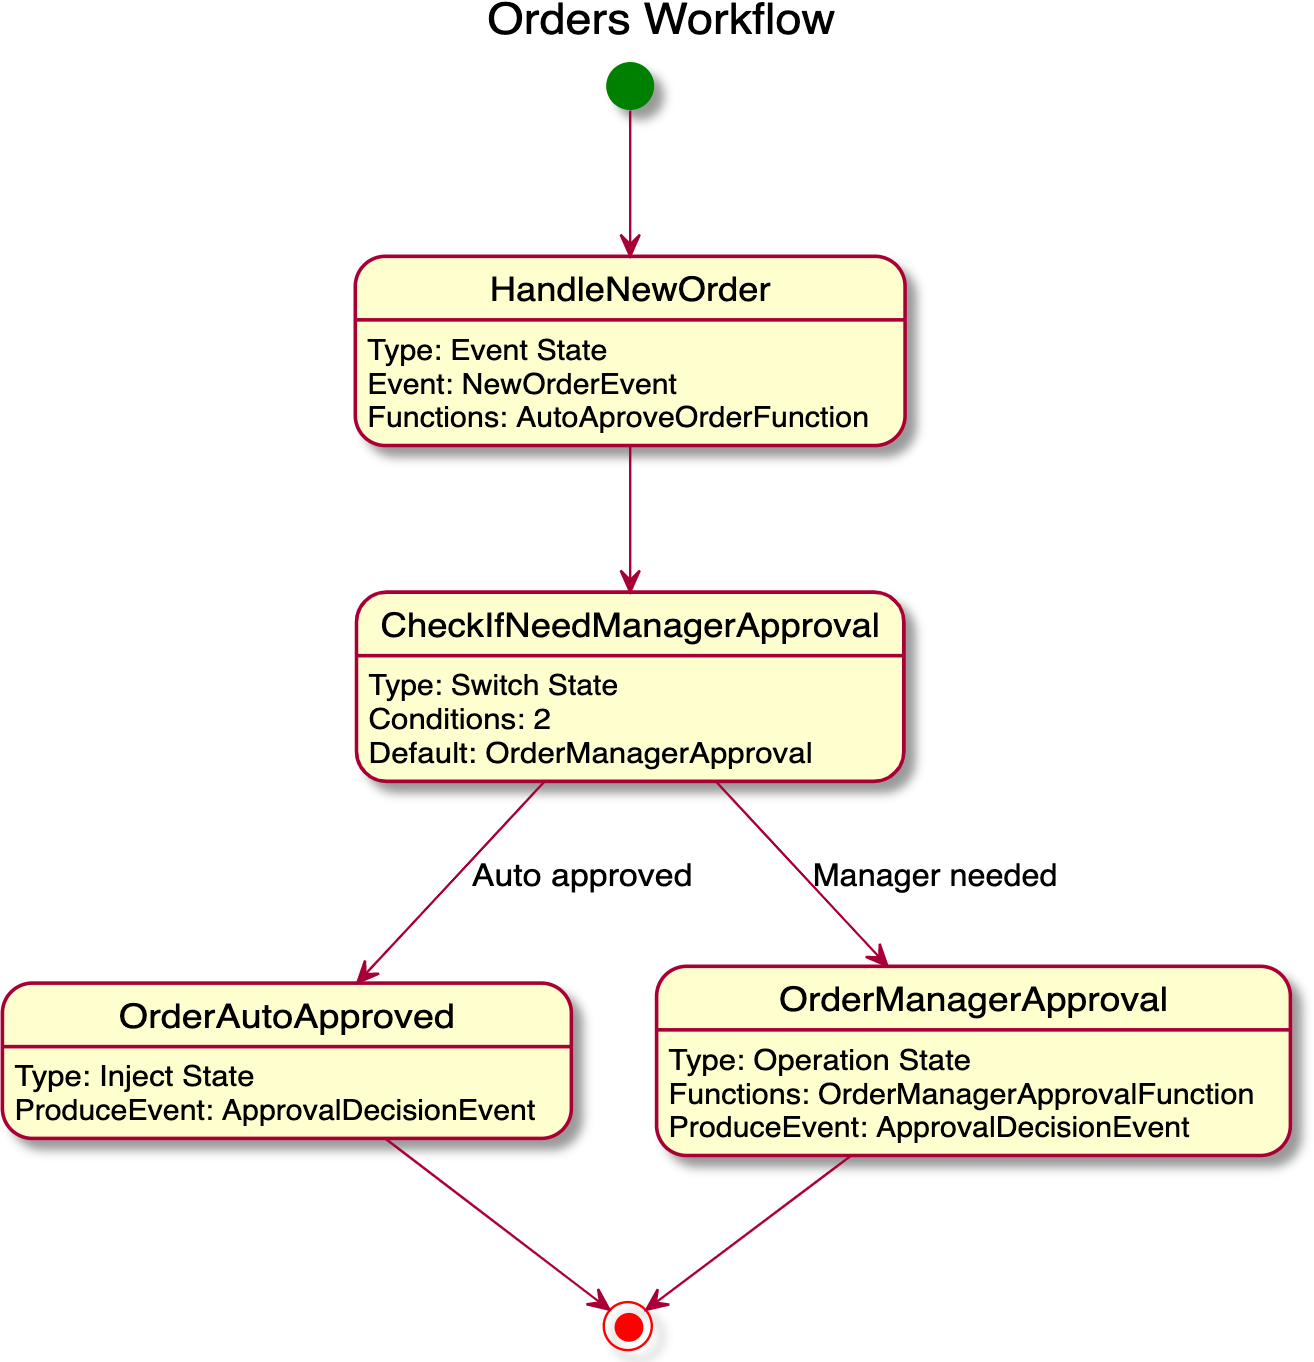 Orders Workflow
HandleNewOrder
Type: Event State
Event: NewOrderEvent
Functions: AutoAproveOrderFunction
CheckIfNeedManagerApproval
Type: Switch State
Conditions: 2
Default: OrderManagerApproval
Auto approved
Manager needed
OrderAutoApproved
Type: Inject State
ProduceEvent: ApprovalDecisionEvent
OrderManagerApproval
Type: Operation State
Functions: OrderManagerApprovalFunction
ProduceEvent: ApprovalDecisionEvent